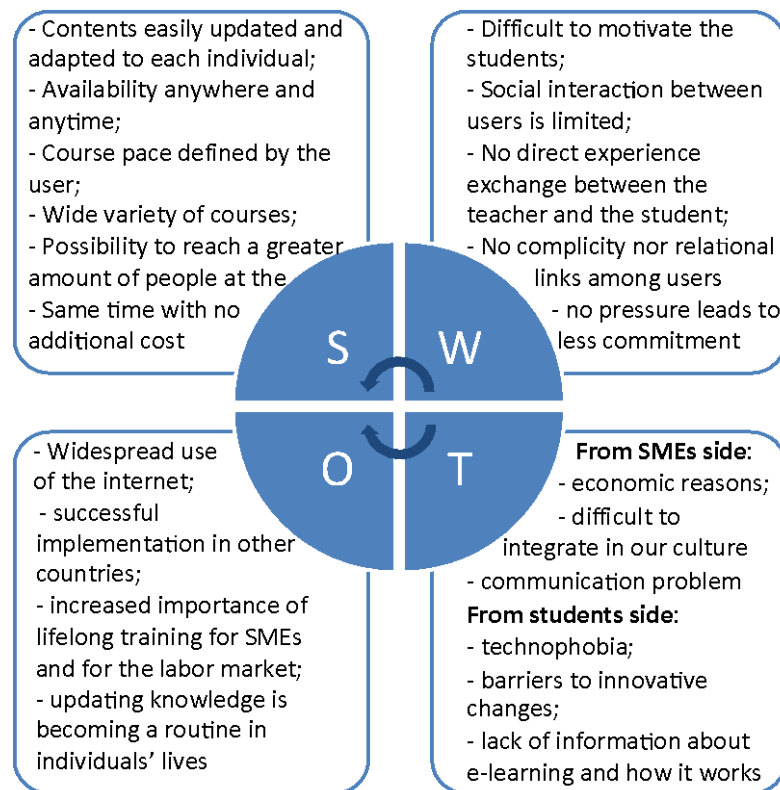 - Contents easily updated and
adapted to each individual;
- Availability anywhere and
anytime;
- Course pace defined by the
user;
- Wide variety of courses;
- Possibility to reach a greater
amount of people at the
- Same time with no
additional cost
- Difficult to motivate the
students;
- Social interaction between
users is limited;
- No direct experience
exchange between the
teacher and the student;
- No complicity nor relational
links among users
- no pressure leads to
less commitment
S
W
O
T
- Widespread use
of the internet;
- successful
implementation in other
countries;
- increased importance of
lifelong training for SMEs
and for the labor market;
- updating knowledge is
becoming a routine in
individuals’ lives
From SMEs side:
- economic reasons;
- difficult to
integrate in our culture
- communication problem
From students side:
- technophobia;
- barriers to innovative
changes;
- lack of information about
e-learning and how it works